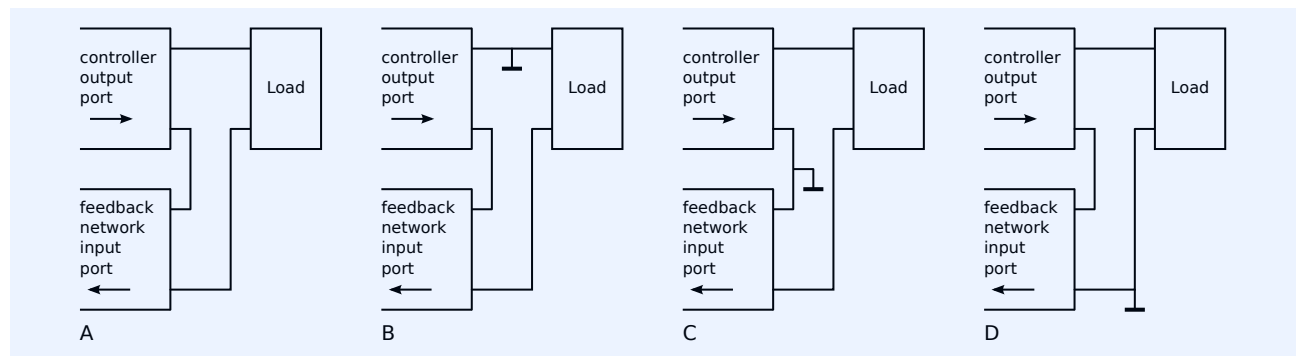 controller
output
port
Load
feedback
network
input
port
A
controller
output
port
Load
feedback
network
input
port
B
controller
output
port
Load
feedback
network
input
port
C
controller
output
port
Load
feedback
network
input
port
D